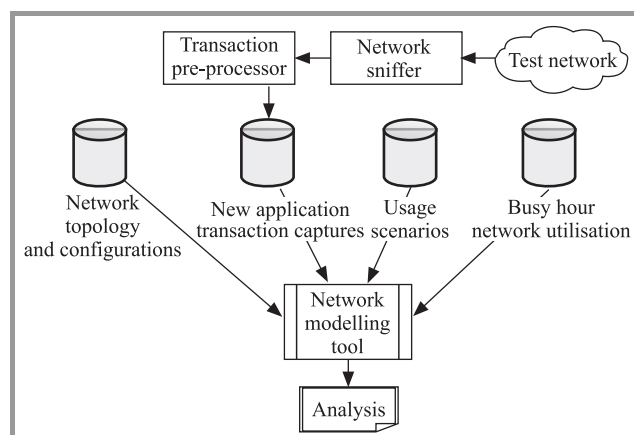 Transaction
pre-processor
Network
sniffer
Test network
Network
topology
and configurations
New application
transaction captures
Usage
scenarios
Busy hour
network utilisation
Network
modelling
tool
Analysis